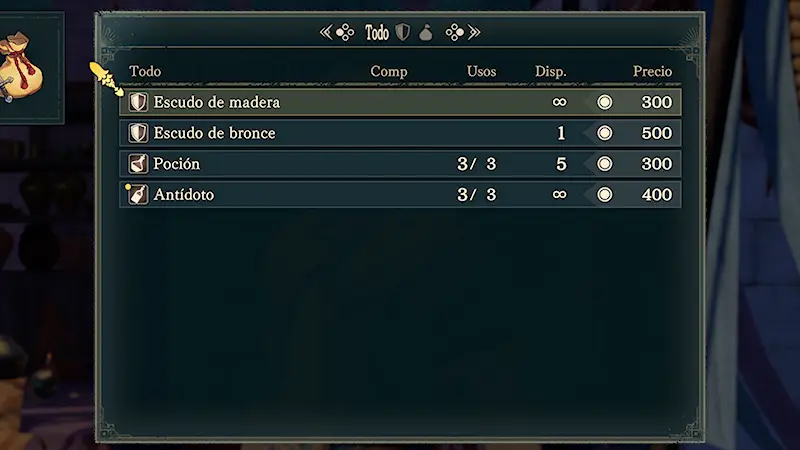 Todo
Todo Comp Usos Disp. Precio
Escudo de madera ∞ 300
Escudo de bronce 1 500
Poción 3/ 3 5 300
Antídoto 3/ 3 ∞ 400